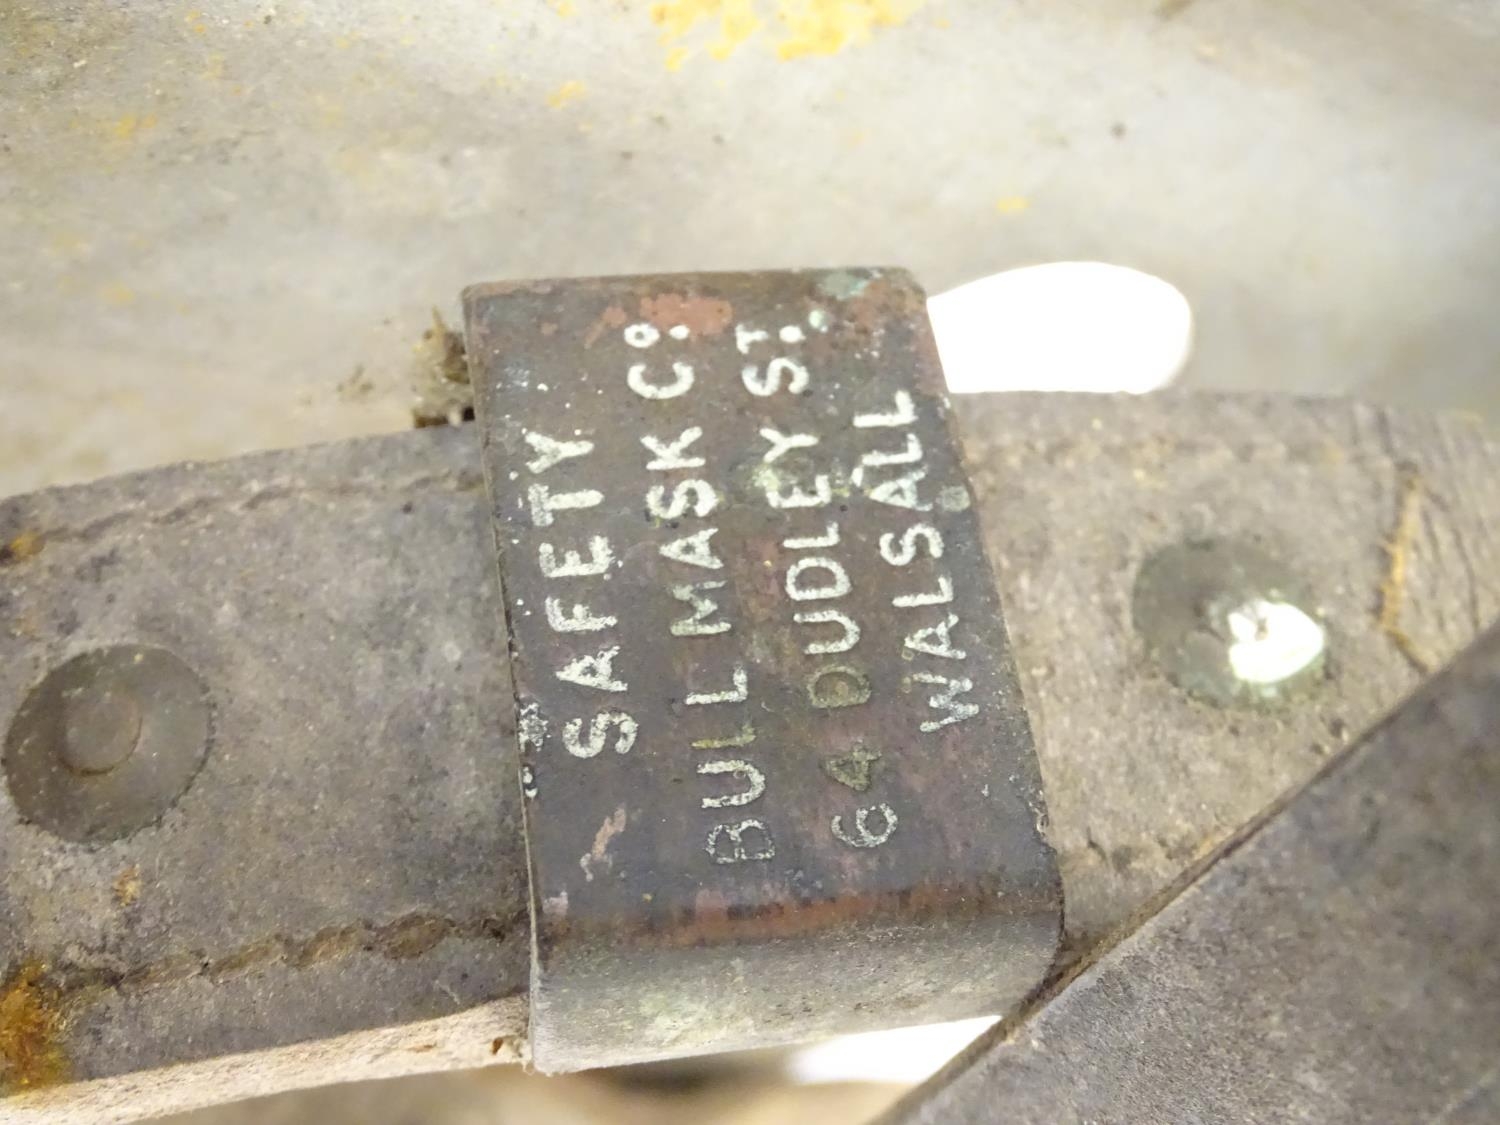 SAFETY
BULL MASK Cº.
64 DUDLEY Sᵀ.
WALSALL